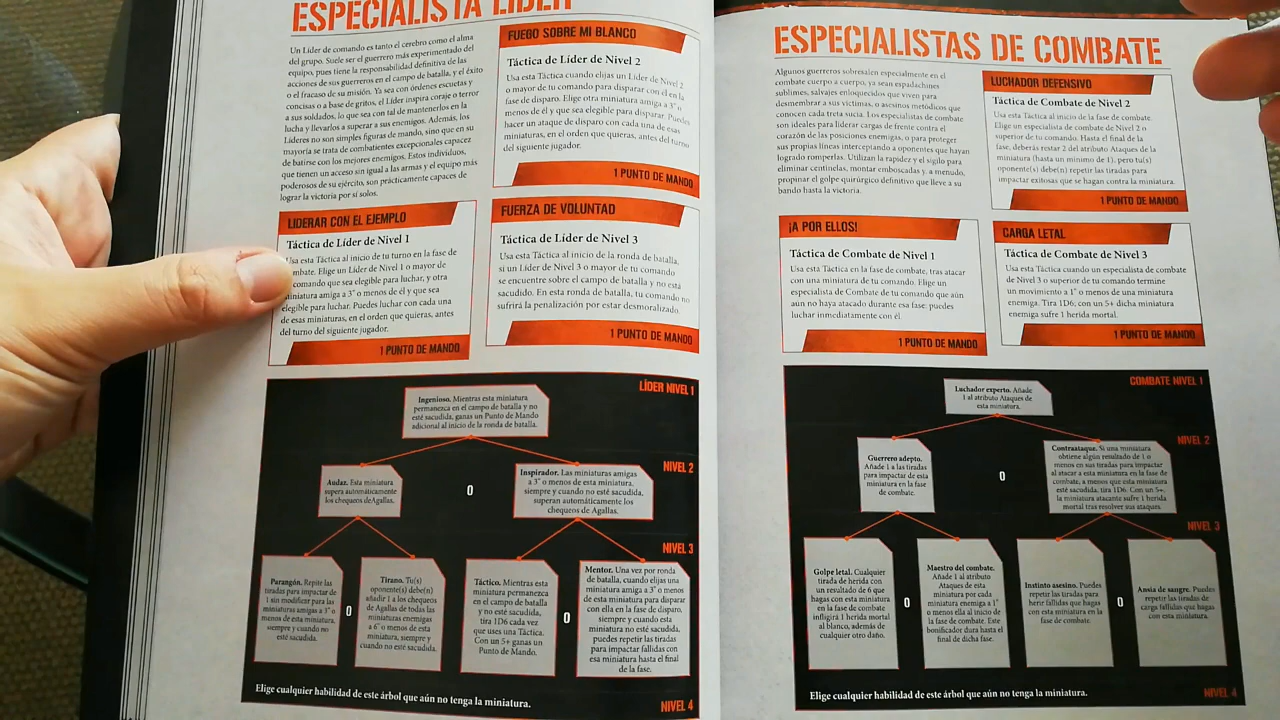 ESPECIALISTA LÍDER
Un Líder de comando es tanto el cerebro como el alma
del grupo. Suele ser el guerrero más experimentado del
equipo, pues tiene la responsabilidad definitiva de las
acciones de sus guerreros en el campo de batalla, y el éxito
o el fracaso de su misión. Ya sea con órdenes escuetas y
concisas o a base de gritos, el Líder inspira coraje o terror
a sus soldados, lo que sea con tal de mantenerlos en la
lucha y llevarlos a superar a sus enemigos. Además, los
Líderes no son simples figuras de mando, sino que en su
mayoría se trata de combatientes excepcionales capaces
de batirse con los mejores enemigos. Estos individuos,
que tienen un acceso sin igual a las armas y el equipo más
poderosos de su ejército, son prácticamente capaces de
lograr la victoria por sí solos.
LIDERAR CON EL EJEMPLO
Táctica de Líder de Nivel 1
Usa esta Táctica al inicio de tu turno en la fase de
mbate. Elige un Líder de Nivel 1 o mayor de
comando que sea elegible para luchar, y otra
miniatura amiga a 3" o menos de él y que sea
elegible para luchar. Puedes luchar con cada una
de esas miniaturas, en el orden que quieras, antes
del turno del siguiente jugador.
1 PUNTO DE MANDO
FUEGO SOBRE MI BLANCO
Táctica de Líder de Nivel 2
Usa esta Táctica cuando elijas un Líder de Nivel 2
o mayor de tu comando para disparar con él en la
fase de disparo. Elige otra miniatura amiga a 3" o
menos de él y que sea elegible para disparar. Puedes
hacer un ataque de disparo con cada una de esas
miniaturas, en el orden que quieras, antes del turno
del siguiente jugador.
1 PUNTO DE MANDO
FUERZA DE VOLUNTAD
Táctica de Líder de Nivel 3
Usa esta Táctica al inicio de la ronda de batalla,
si un Líder de Nivel 3 o mayor de tu comando
se encuentre sobre el campo de batalla y no está
sacudido. En esta ronda de batalla, tu comando no
sufrirá la penalización por estar desmoralizado.
1 PUNTO DE MANDO
LÍDER NIVEL 1
Ingenioso. Mientras esta miniatura
permanezca en el campo de batalla y no
esté sacudida, ganas un Punto de Mando
adicional al inicio de la ronda de batalla.
NIVEL 2
Audaz. Esta miniatura
supera automáticamente
los chequeos de Agallas.
O
Inspirador. Las miniaturas amigas
a 3" o menos de esta miniatura,
siempre y cuando no esté sacudida,
superan automáticamente los
chequeos de Agallas.
NIVEL 3
Parangón. Repite las
tiradas para impactar de
1 sin modificar para las
miniaturas amigas a 3" o
menos de esta miniatura,
siempre y cuando no
esté sacudida.
O
Tirano. Tu(s)
oponente(s) debe(n)
añadir 1 a los chequeos
de Agallas de todas las
miniaturas enemigas
a 6" o menos de esta
miniatura, siempre y
cuando no esté sacudida.
Táctico. Mientras esta
miniatura permanezca
en el campo de batalla
y no esté sacudida,
tira 1D6 cada vez
que uses una Táctica.
Con un 5+ ganas un
Punto de Mando.
O
Mentor. Una vez por ronda
de batalla, cuando elijas una
miniatura amiga a 3" o menos
de esta miniatura para disparar
con ella en la fase de disparo,
siempre y cuando esta
miniatura no esté sacudida,
puedes repetir las tiradas
para impactar fallidas con
esa miniatura hasta el final
de la fase.
Elige cualquier habilidad de este árbol que aún no tenga la miniatura.
NIVEL 4
ESPECIALISTAS DE COMBATE
Algunos guerreros sobresalen especialmente en el
combate cuerpo a cuerpo, ya sean espadachines
sublimes, salvajes enloquecidos que viven para
desmembrar a sus víctimas, o asesinos metódicos que
conocen cada treta sucia. Los especialistas de combate
son ideales para liderar cargas de frente contra el
corazón de las posiciones enemigas, o para proteger
sus propias líneas interceptando a oponentes que hayan
logrado romperlas. Utilizan la rapidez y el sigilo para
eliminar centinelas, montar emboscadas y, a menudo,
propinar el golpe quirúrgico definitivo que lleve a su
bando hasta la victoria.
¡A POR ELLOS!
Táctica de Combate de Nivel 1
Usa esta Táctica en la fase de combate, tras atacar
con una miniatura de tu comando. Elige un
especialista de Combate de tu comando que aún
aún no haya atacado durante esa fase; puedes
luchar inmediatamente con él.
1 PUNTO DE MANDO
LUCHADOR DEFENSIVO
Táctica de Combate de Nivel 2
Usa esta Táctica al inicio de la fase de combate.
Elige un especialista de combate de Nivel 2 o
superior de tu comando. Hasta el final de la
fase, deberás restar 2 del atributo Ataques de la
miniatura (hasta un mínimo de 1), pero tu(s)
oponente(s) debe(n) repetir las tiradas para
impactar exitosas que se hagan contra la miniatura.
1 PUNTO DE MANDO
CARGA LETAL
Táctica de Combate de Nivel 3
Usa esta Táctica cuando un especialista de combate
de Nivel 3 o superior de tu comando termine
un movimiento a 1" o menos de una miniatura
enemiga. Tira 1D6; con un 5+ dicha miniatura
enemiga sufre 1 herida mortal.
1 PUNTO DE MANDO
COMBATE NIVEL 1
Luchador experto. Añade
1 al atributo Ataques de
esta miniatura.
NIVEL 2
Guerrero adepto.
Añade 1 a las tiradas
para impactar de esta
miniatura en la fase
de combate.
O
Contraataque. Si una miniatura
obtiene algún resultado de 1 o
menos en sus tiradas para impactar
al atacar a esta miniatura en la fase de
combate, a menos que esta miniatura
esté sacudida, tira 1D6. Con un 5+,
la miniatura atacante sufre 1 herida
mortal tras resolver sus ataques.
NIVEL 3
Golpe letal. Cualquier
tirada de herida con
un resultado de 6 que
hagas con esta miniatura
en la fase de combate
infligirá 1 herida mortal
al blanco, además de
cualquier otro daño.
O
Maestro del combate.
Añade 1 al atributo
Ataques de esta
miniatura por cada
miniatura enemiga a 1"
o menos ella al inicio de
la fase de combate. Este
bonificador dura hasta el
final de dicha fase.
Instinto asesino. Puedes
repetir las tiradas para
herir fallidas que hagas
con esta miniatura en la
fase de combate.
O
Ansia de sangre. Puedes
repetir las tiradas de
carga fallidas que hagas
con esta miniatura.
Elige cualquier habilidad de este árbol que aún no tenga la miniatura.
NIVEL 4